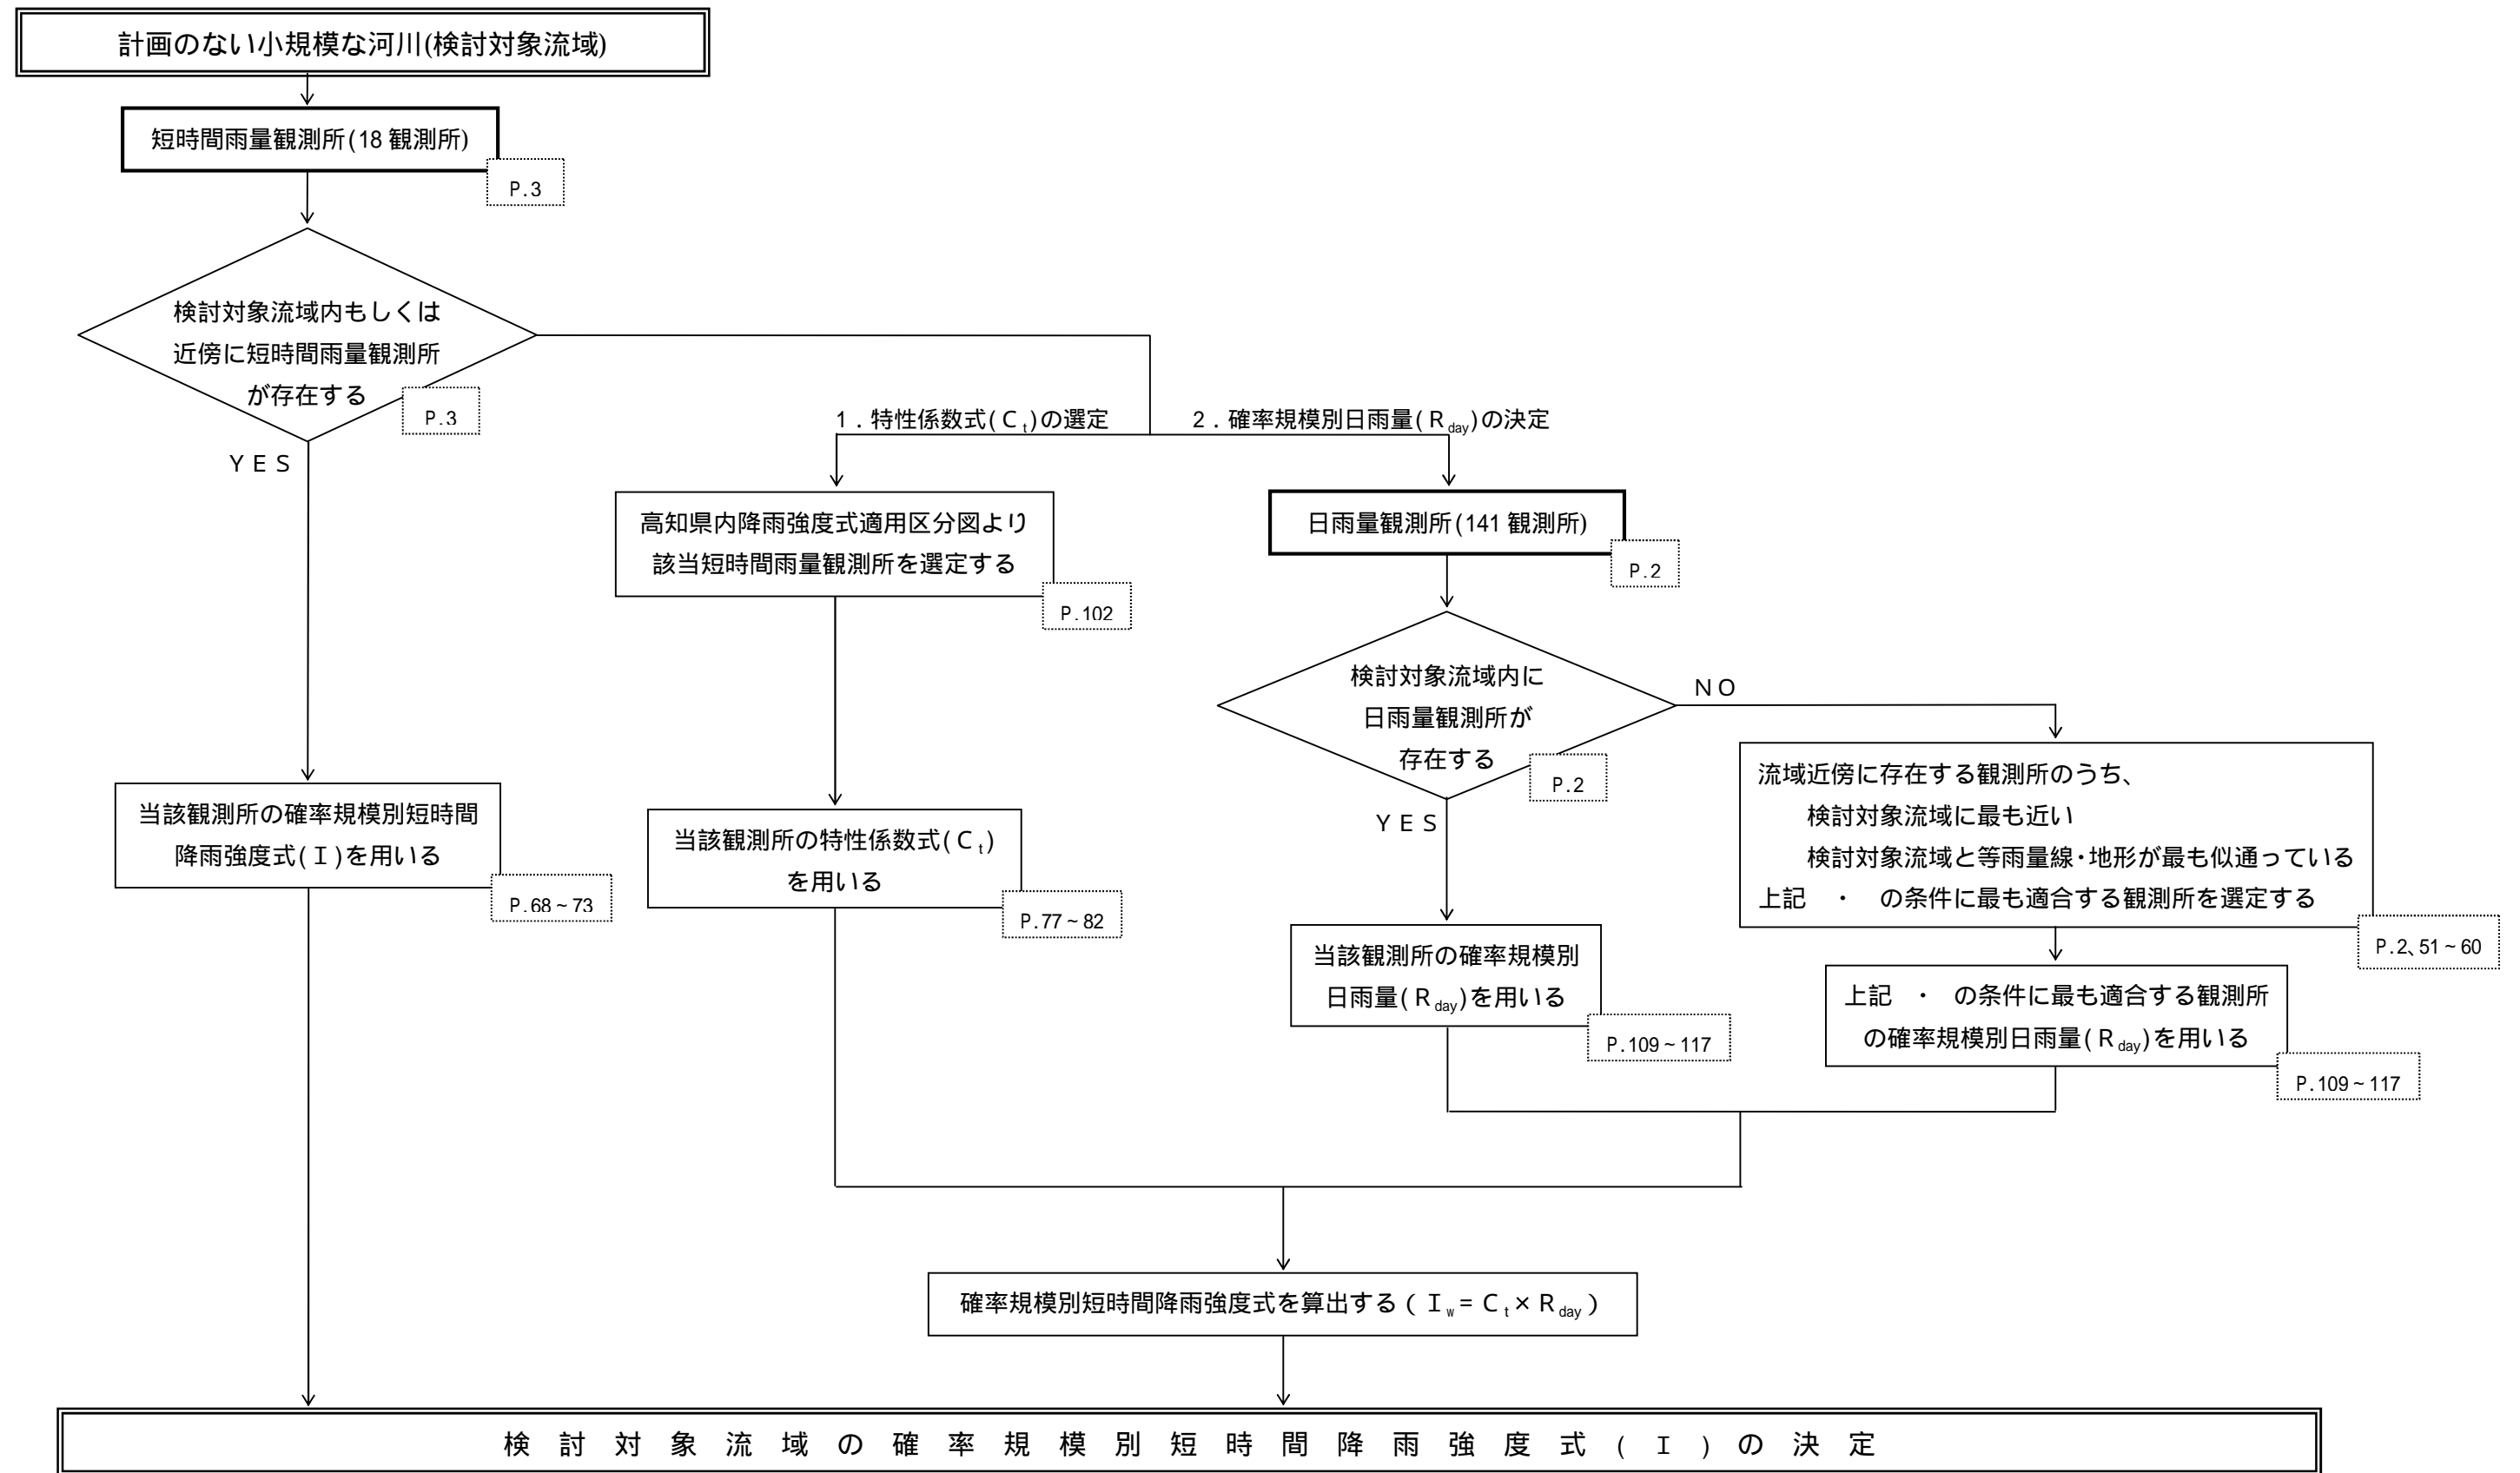 計画のない小規模な河川(検討対象流域)
短時間雨量観測所(18観測所)
P.3
検討対象流域内もしくは
近傍に短時間雨量観測所
が存在する
P.3
YES
1．特性係数式(Ct)の選定
2．確率規模別日雨量(Rday)の決定
高知県内降雨強度式適用区分図より
該当短時間雨量観測所を選定する
P.102
日雨量観測所(141観測所)
P.2
検討対象流域内に
日雨量観測所が
存在する
P.2
NO
YES
当該観測所の確率規模別短時間
降雨強度式(I)を用いる
P.68～73
当該観測所の特性係数式(Ct)
を用いる
P.77～82
流域近傍に存在する観測所のうち、
検討対象流域に最も近い
検討対象流域と等雨量線・地形が最も似通っている
上記　・　の条件に最も適合する観測所を選定する
P.2、51～60
当該観測所の確率規模別
日雨量(Rday)を用いる
P.109～117
上記　・　の条件に最も適合する観測所
の確率規模別日雨量(Rday)を用いる
P.109～117
確率規模別短時間降雨強度式を算出する（Iw=Ct×Rday）
検討対象流域の確率規模別短時間降雨強度式(I)の決定